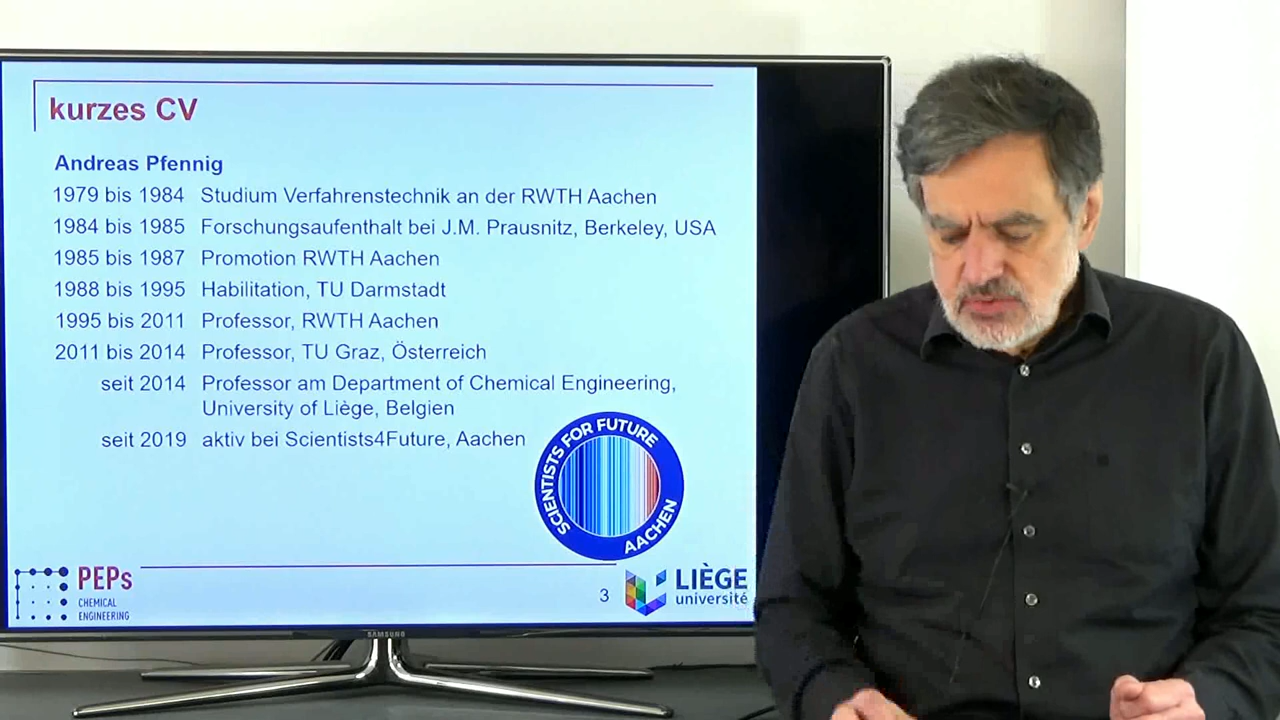 kurzes CV
Andreas Pfennig
1979 bis 1984 Studium Verfahrenstechnik an der RWTH Aachen
1984 bis 1985 Forschungsaufenthalt bei J.M. Prausnitz, Berkeley, USA
1985 bis 1987 Promotion RWTH Aachen
1988 bis 1995 Habilitation, TU Darmstadt
1995 bis 2011 Professor, RWTH Aachen
2011 bis 2014 Professor, TU Graz, Österreich
seit 2014 Professor am Department of Chemical Engineering,
University of Liège, Belgien
seit 2019 aktiv bei Scientists4Future, Aachen
SCIENTISTS FOR FUTURE
AACHEN
PEPs
CHEMICAL
ENGINEERING
3
LIÈGE
université
SAMSUNG